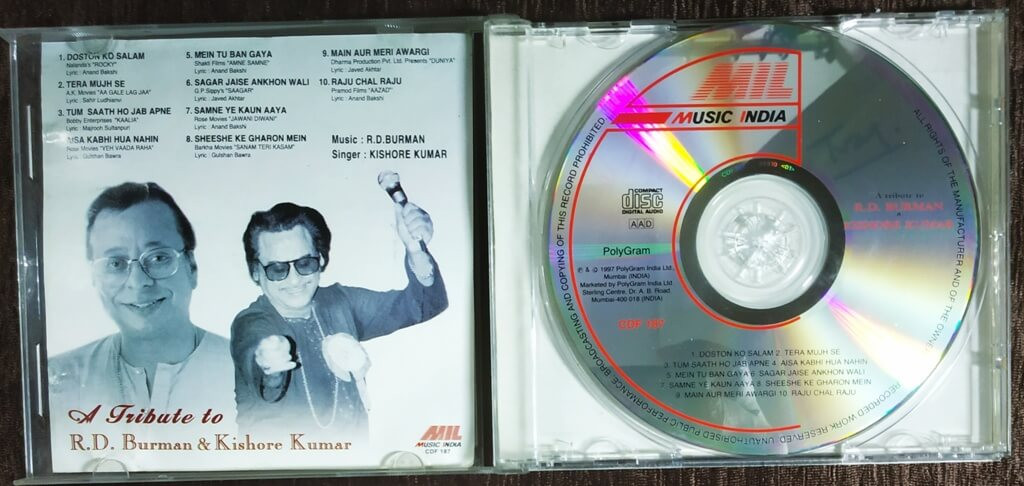 1. DOSTON KO SALAM
Nalanda's "ROCKY"
Lyric : Anand Bakshi
2. TERA MUJH SE
A.K. Movies "AA GALE LAG JAA"
Lyric : Sahir Ludhianvi
3. TUM SAATH HO JAB APNE
Bobby Enterprises "KAALIA"
Lyric : Majrooh Sultanpuri
AISA KABHI HUA NAHIN
Rose Movies "YEH VAADA RAHA"
Lyric : Gulshan Bawra
5. MEIN TU BAN GAYA
Shakti Films "AMNE SAMNE"
Lyric : Anand Bakshi
6. SAGAR JAISE ANKHON WALI
G.P.Sippy's "SAAGAR"
Lyric : Javed Akhtar
7. SAMNE YE KAUN AAYA
Rose Movies "JAWANI DIWANI"
Lyric : Anand Bakshi
8. SHEESHE KE GHARON MEIN
Barkha Movies "SANAM TERI KASAM"
Lyric : Gulshan Bawra
9. MAIN AUR MERI AWARGI
Dharma Production Pvt. Ltd. Presents "DUNIYA"
Lyric : Javed Akhtar
10. RAJU CHAL RAJU
Pramod Films "AAZAD"
Lyric : Anand Bakshi
Music : R.D.BURMAN
Singer : KISHORE KUMAR
A Tribute to
R.D. Burman & Kishore Kumar
MIL
MUSIC INDIA
CDF 187
MIL
MUSIC INDIA
COMPACT
disc
DIGITAL AUDIO
AAD
PolyGram
℗ & © 1997 PolyGram India Ltd.
Mumbai (INDIA)
Marketed by PolyGram India Ltd
Sterling Centre, Dr. A. B. Road
Mumbai-400 018 (INDIA)
CDF 187
A tribute to
R.D. BURMAN
&
KISHORE KUMAR
1. DOSTON KO SALAM 2. TERA MUJH SE
3. TUM SAATH HO JAB APNE 4. AISA KABHI HUA NAHIN
5. MEIN TU BAN GAYA 6. SAGAR JAISE ANKHON WALI
7. SAMNE YE KAUN AAYA 8. SHEESHE KE GHARON MEIN
9. MAIN AUR MERI AWARGI 10. RAJU CHAL RAJU
ALL RIGHTS OF THE MANUFACTURER AND OF THE OWNER OF RECORDED WORK RESERVED. UNAUTHORISED PUBLIC PERFORMANCE BROADCASTING AND COPYING OF THIS RECORD PROHIBITED